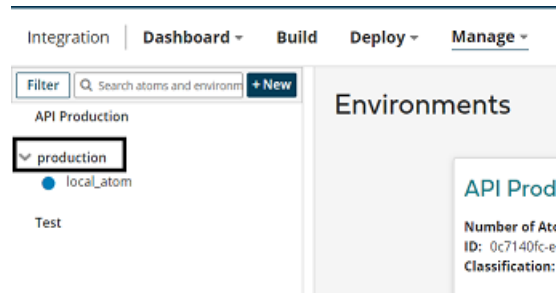 Integration Dashboard Build Deploy Manage
Filter Search atoms and environm + New
API Production
production
local_atom
Test
Environments
API Prod
Number of Ato
ID: 0c7140fc-e
Classification: